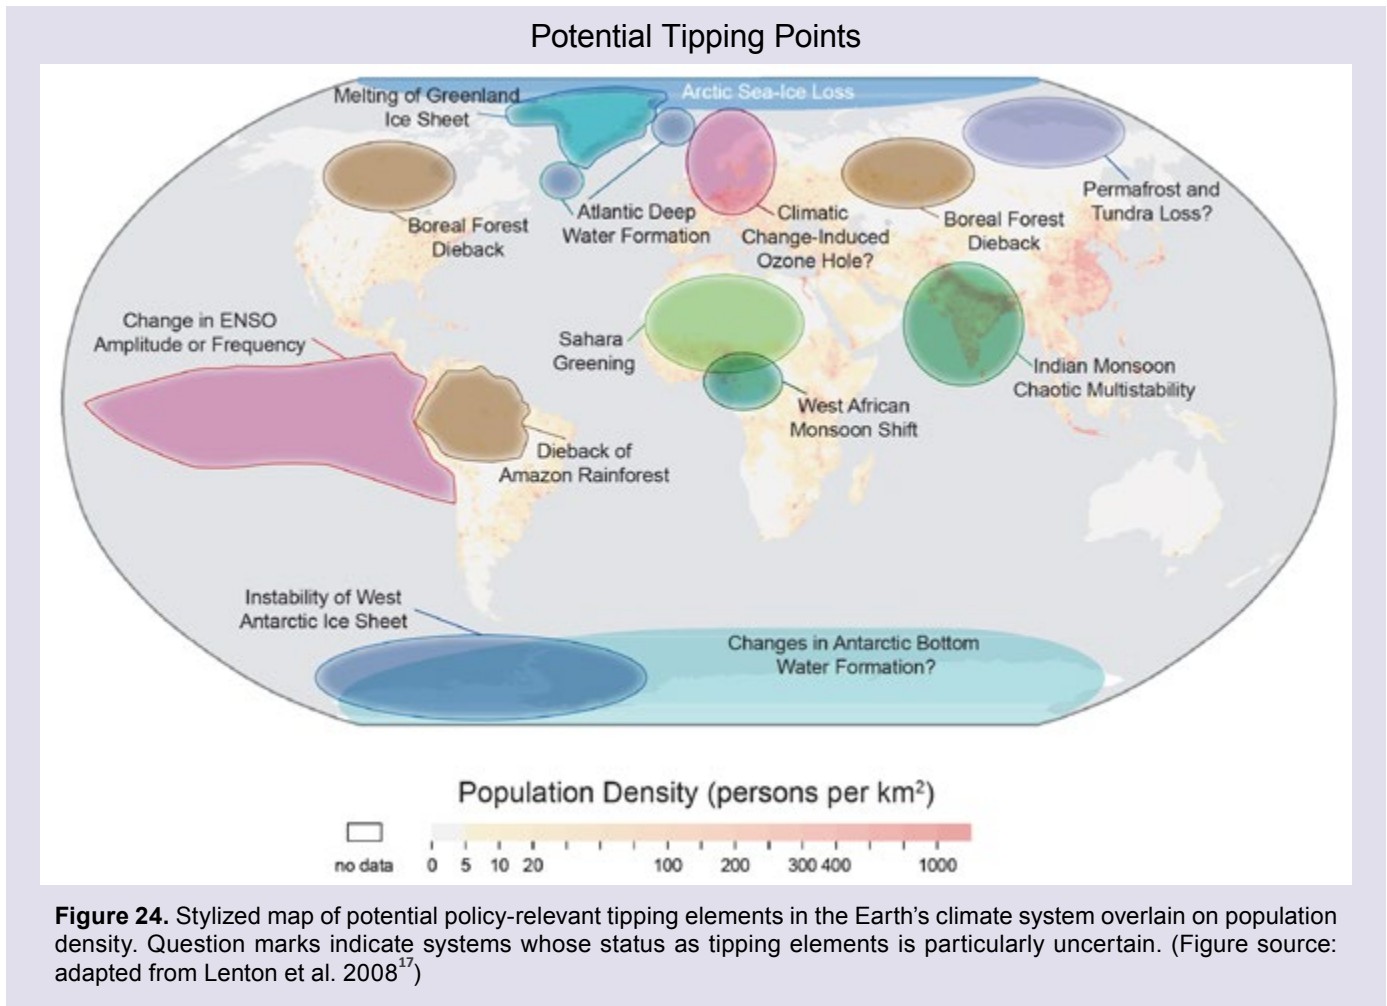 Potential Tipping Points
Melting of Greenland
Ice Sheet
Arctic Sea-Ice Loss
Boreal Forest
Dieback
Atlantic Deep
Water Formation
Climatic
Change-Induced
Ozone Hole?
Boreal Forest
Dieback
Permafrost and
Tundra Loss?
Change in ENSO
Amplitude or Frequency
Sahara
Greening
Indian Monsoon
Chaotic Multistability
West African
Monsoon Shift
Dieback of
Amazon Rainforest
Instability of West
Antarctic Ice Sheet
Changes in Antarctic Bottom
Water Formation?
Population Density (persons per km²)
no data 0 5 10 20 100 200 300 400 1000
Figure 24. Stylized map of potential policy-relevant tipping elements in the Earth’s climate system overlain on population
density. Question marks indicate systems whose status as tipping elements is particularly uncertain. (Figure source:
adapted from Lenton et al. 2008¹⁷)